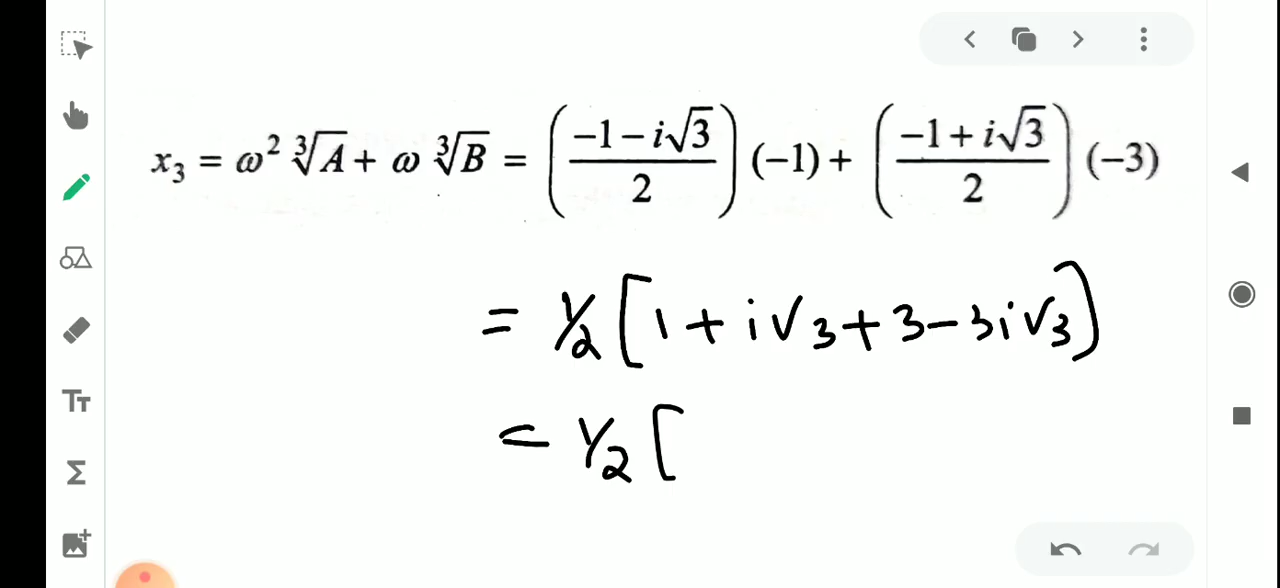 x₃ = ω² ∛A + ω ∛B = ((−1 − i√3)/2) (−1) + ((−1 + i√3)/2) (−3)
= 1/2 [1 + i√3 + 3 − 3i√3]
= 1/2 [
Tт
Σ